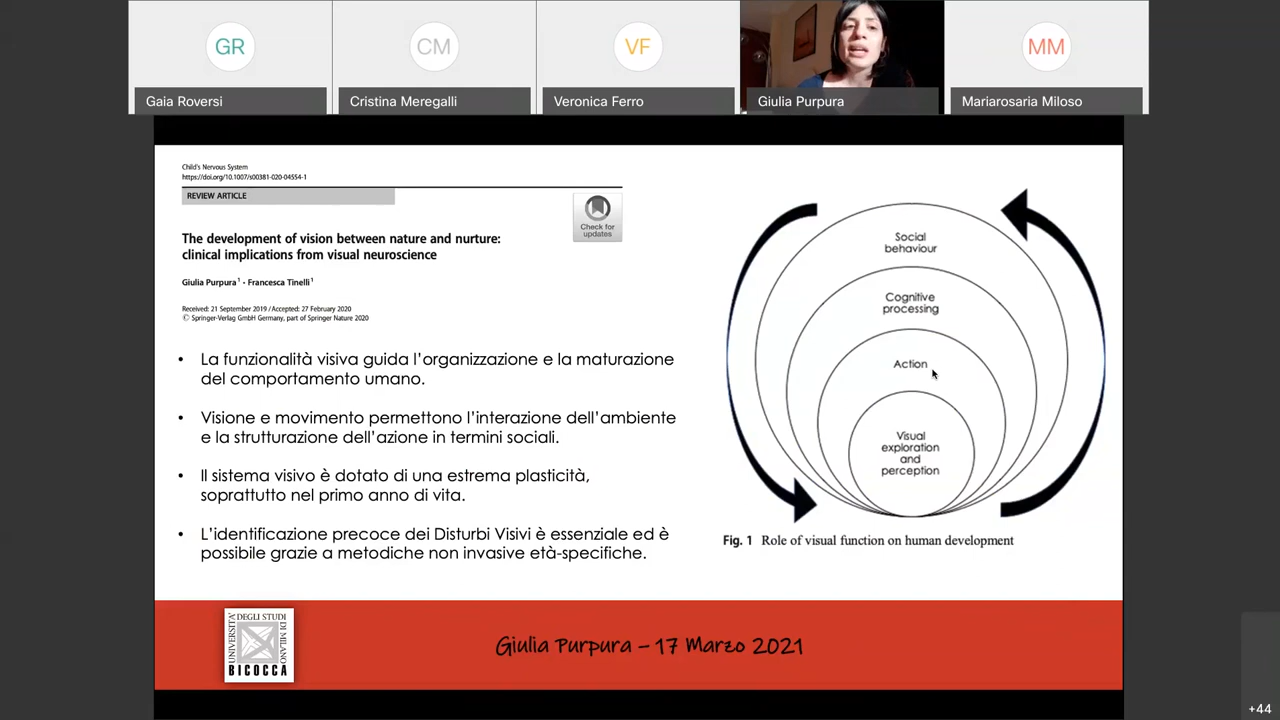 GR
CM
VF
MM
Gaia Roversi
Cristina Meregalli
Veronica Ferro
Giulia Purpura
Mariarosaria Miloso
Child's Nervous System
https://doi.org/10.1007/s00381-020-04554-1
REVIEW ARTICLE
Check for
updates
The development of vision between nature and nurture:
clinical implications from visual neuroscience
Giulia Purpura1 · Francesca Tinelli1
Received: 21 September 2019 / Accepted: 27 February 2020
© Springer-Verlag GmbH Germany, part of Springer Nature 2020
• La funzionalità visiva guida l'organizzazione e la maturazione
del comportamento umano.
• Visione e movimento permettono l'interazione dell'ambiente
e la strutturazione dell'azione in termini sociali.
• Il sistema visivo è dotato di una estrema plasticità,
soprattutto nel primo anno di vita.
• L'identificazione precoce dei Disturbi Visivi è essenziale ed è
possibile grazie a metodiche non invasive età-specifiche.
Social
behaviour
Cognitive
processing
Action
Visual
exploration
and
perception
Fig. 1 Role of visual function on human development
UNIVERSITÀ
DEGLI STUDI
DI MILANO
BICOCCA
Giulia Purpura – 17 Marzo 2021
+44